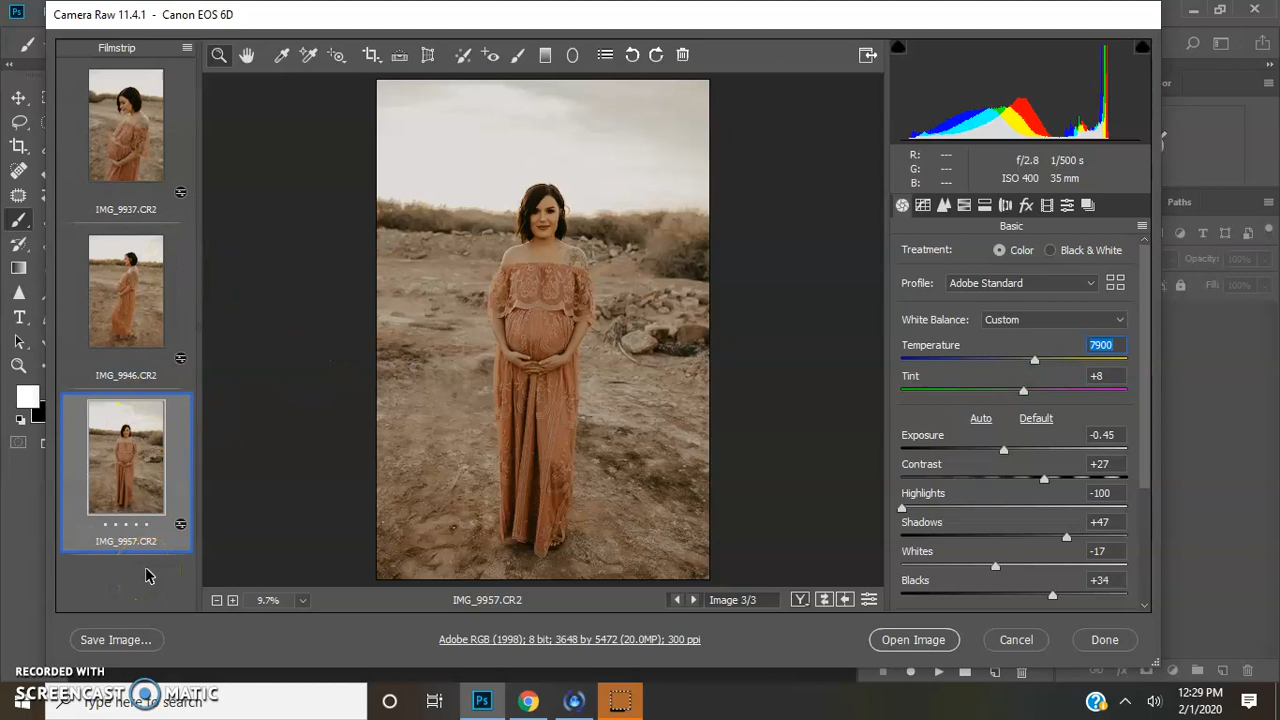 Camera Raw 11.4.1 - Canon EOS 6D
Filmstrip
IMG_9937.CR2
IMG_9946.CR2
IMG_9957.CR2
R: ---
G: ---
B: ---
f/2.8 1/500 s
ISO 400 35 mm
Basic
Treatment: Color Black & White
Profile: Adobe Standard
White Balance: Custom
Temperature 7900
Tint +8
Auto Default
Exposure -0.45
Contrast +27
Highlights -100
Shadows +47
Whites -17
Blacks +34
9.7% IMG_9957.CR2 Image 3/3
Y
Save Image... Adobe RGB (1998); 8 bit; 3648 by 5472 (20.0MP); 300 ppi Open Image Cancel Done
Paths
Opacity: 100%
Fill: 100%
Ps
fx
T
RECORDED WITH
SCREENCAST MATIC
Type here to search
Ps
12:29 PM
2/1/2020